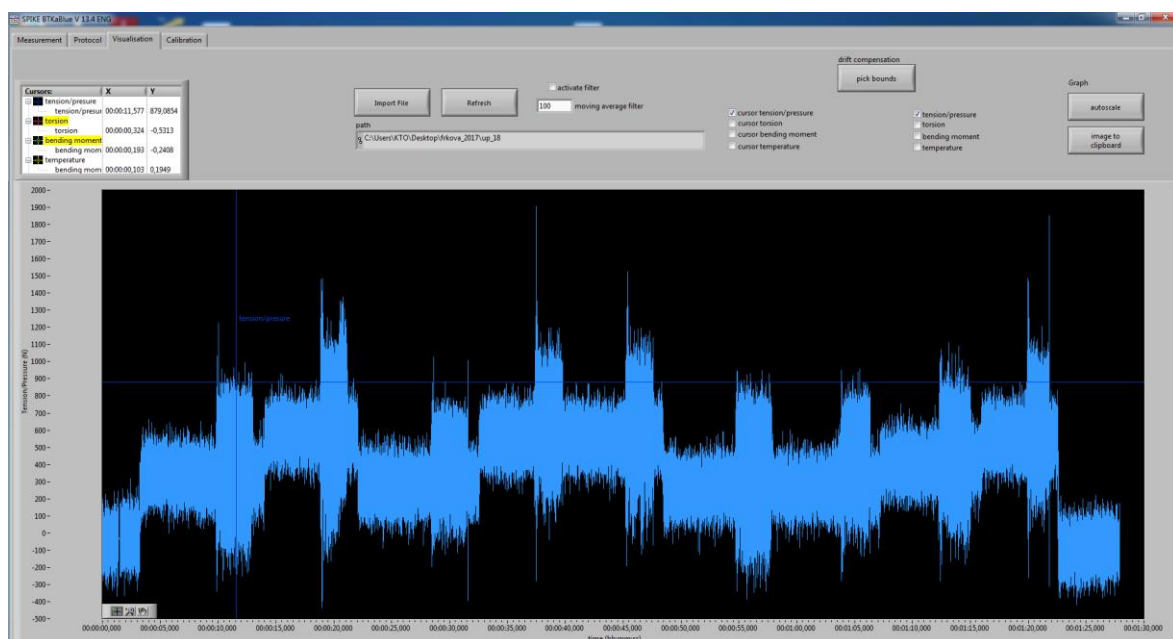 SPIKE BTKaBlue V 13.4 ENG
Measurement Protocol Visualisation Calibration
Cursors: X Y
tension/presure
tension/presur 00:00:11,577 879,0854
torsion
torsion 00:00:00,324 -0,5313
bending moment
bending mom 00:00:00,193 -0,2408
temperature
bending mom 00:00:00,103 0,1949
Import File
Refresh
activate filter
100 moving average filter
path
C:\Users\KTO\Desktop\frkova_2017\up_18
drift compensation
pick bounds
cursor tension/pressure
cursor torsion
cursor bending moment
cursor temperature
tension/pressure
torsion
bending moment
temperature
Graph
autoscale
image to
clipboard
Tension/Pressure (N)
2000
1900
1800
1700
1600
1500
1400
1300
1200
1100
1000
900
800
700
600
500
400
300
200
100
0
-100
-200
-300
-400
-500
tension/presure
00:00:00,000 00:00:05,000 00:00:10,000 00:00:15,000 00:00:20,000 00:00:25,000 00:00:30,000 00:00:35,000 00:00:40,000 00:00:45,000 00:00:50,000 00:00:55,000 00:01:00,000 00:01:05,000 00:01:10,000 00:01:15,000 00:01:20,000 00:01:25,000 00:01:30,000